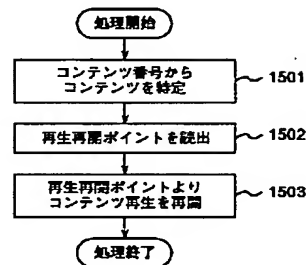 処理開始
コンテンツ番号から
コンテンツを特定
1501
再生再開ポイントを読出
1502
再生再開ポイントより
コンテンツ再生を再開
1503
処理終了